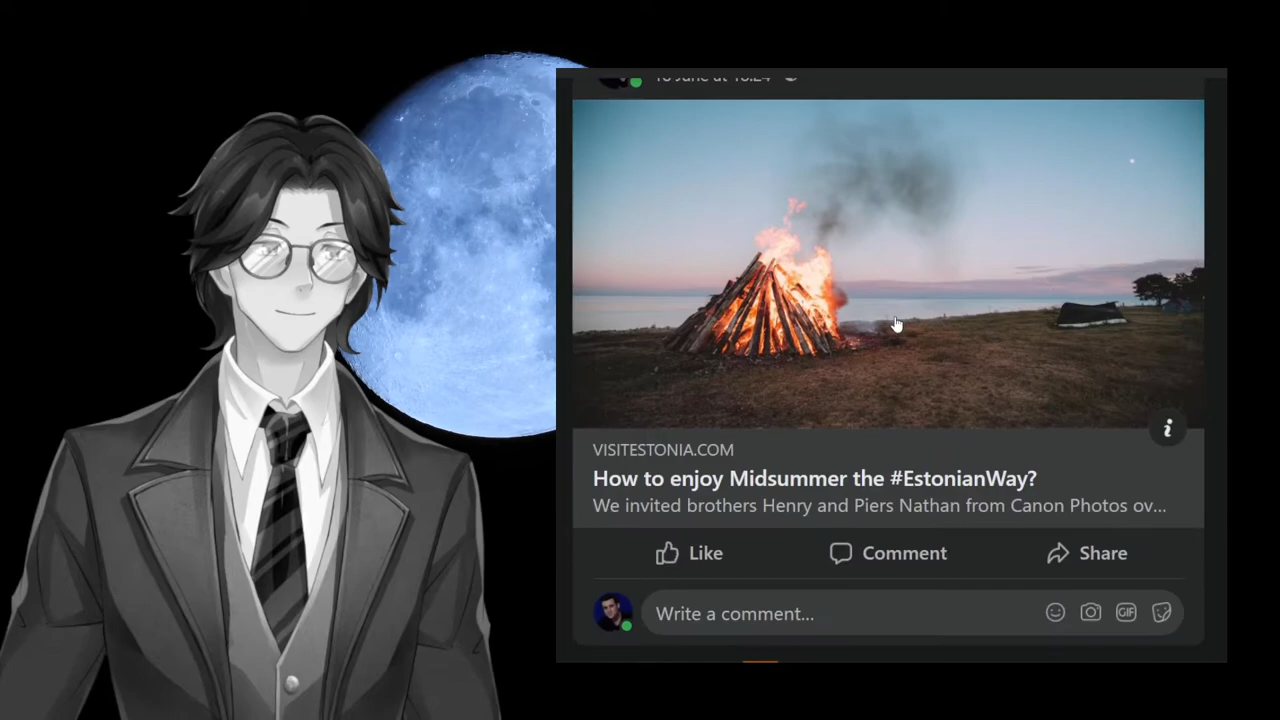 VISITESTONIA.COM
How to enjoy Midsummer the #EstonianWay?
We invited brothers Henry and Piers Nathan from Canon Photos ov...
Like Comment Share
Write a comment...
GIF